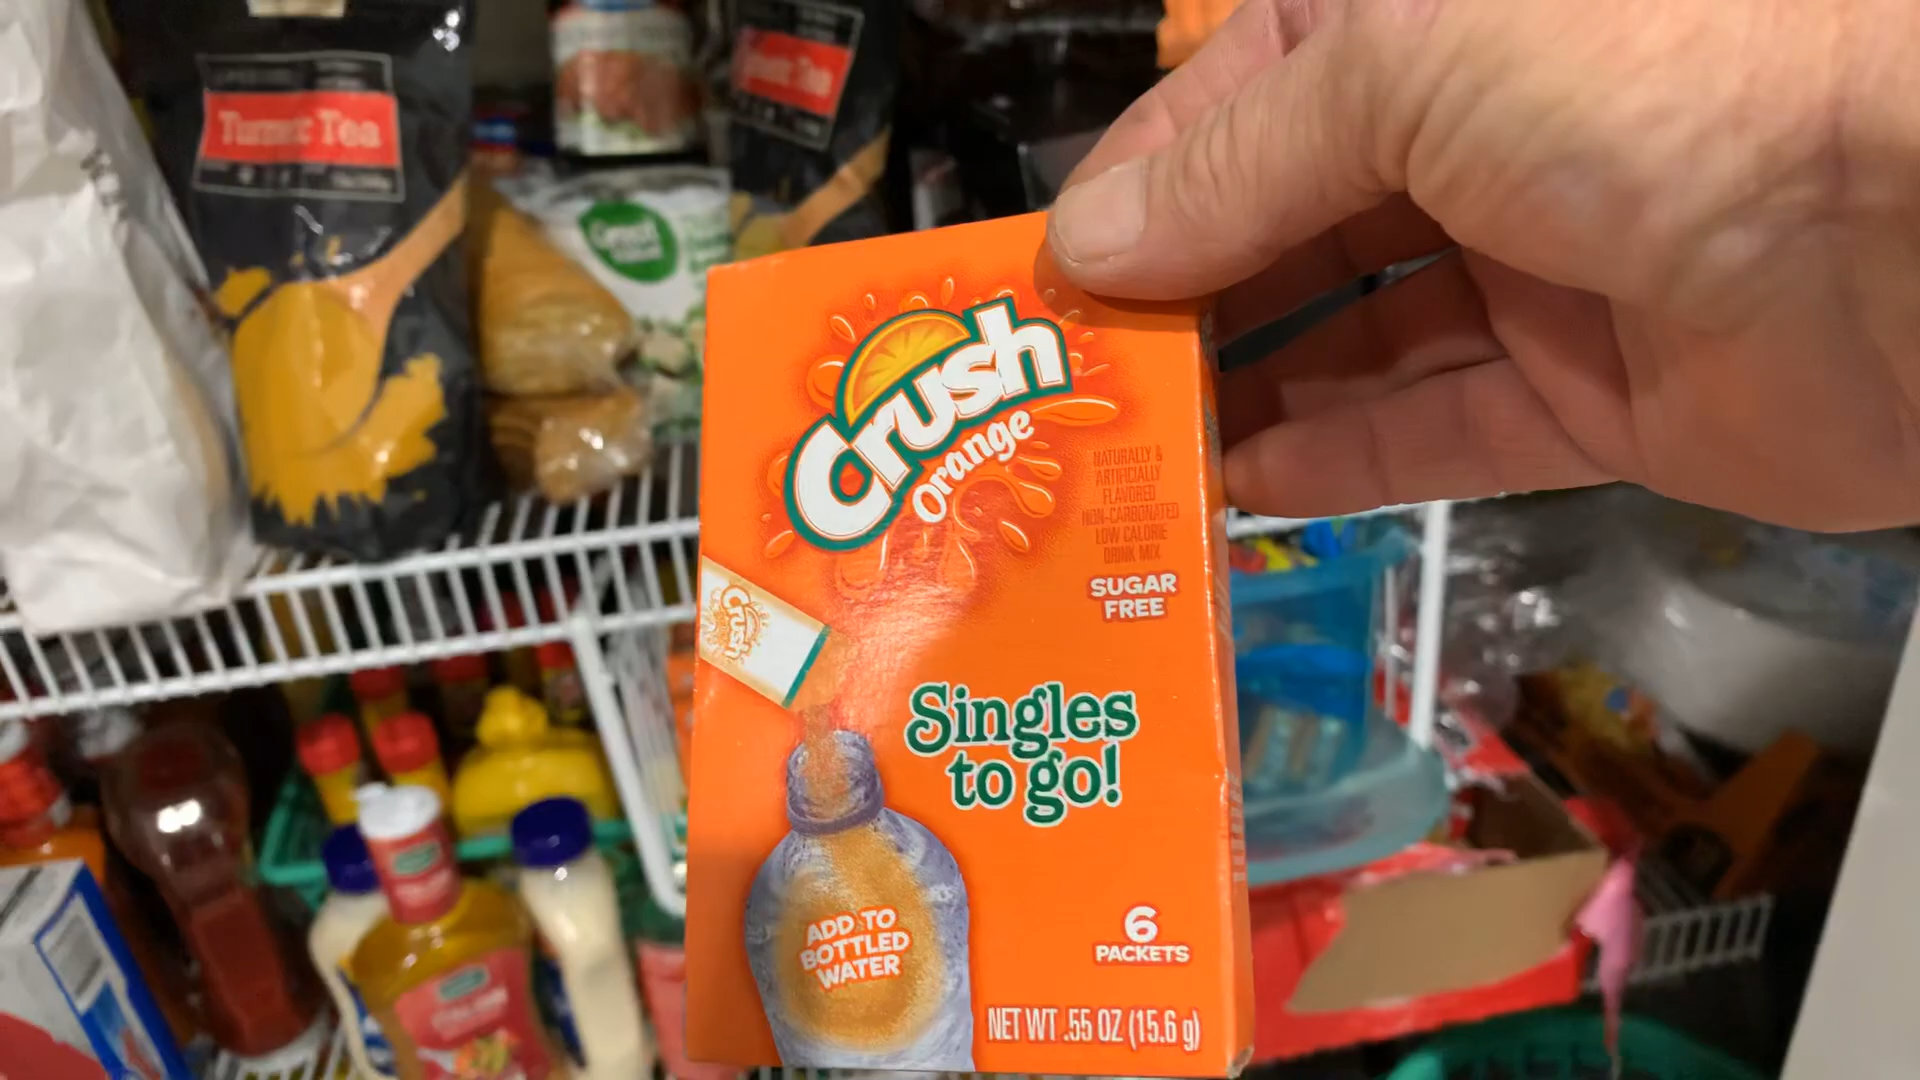 Tea
Crush
Orange
NATURALLY &
ARTIFICIALLY
FLAVORED
NON-CARBONATED
LOW CALORIE
DRINK MIX
SUGAR
FREE
Crush
Singles
to go!
ADD TO
BOTTLED
WATER
6
PACKETS
NET WT .55 OZ (15.6 g)